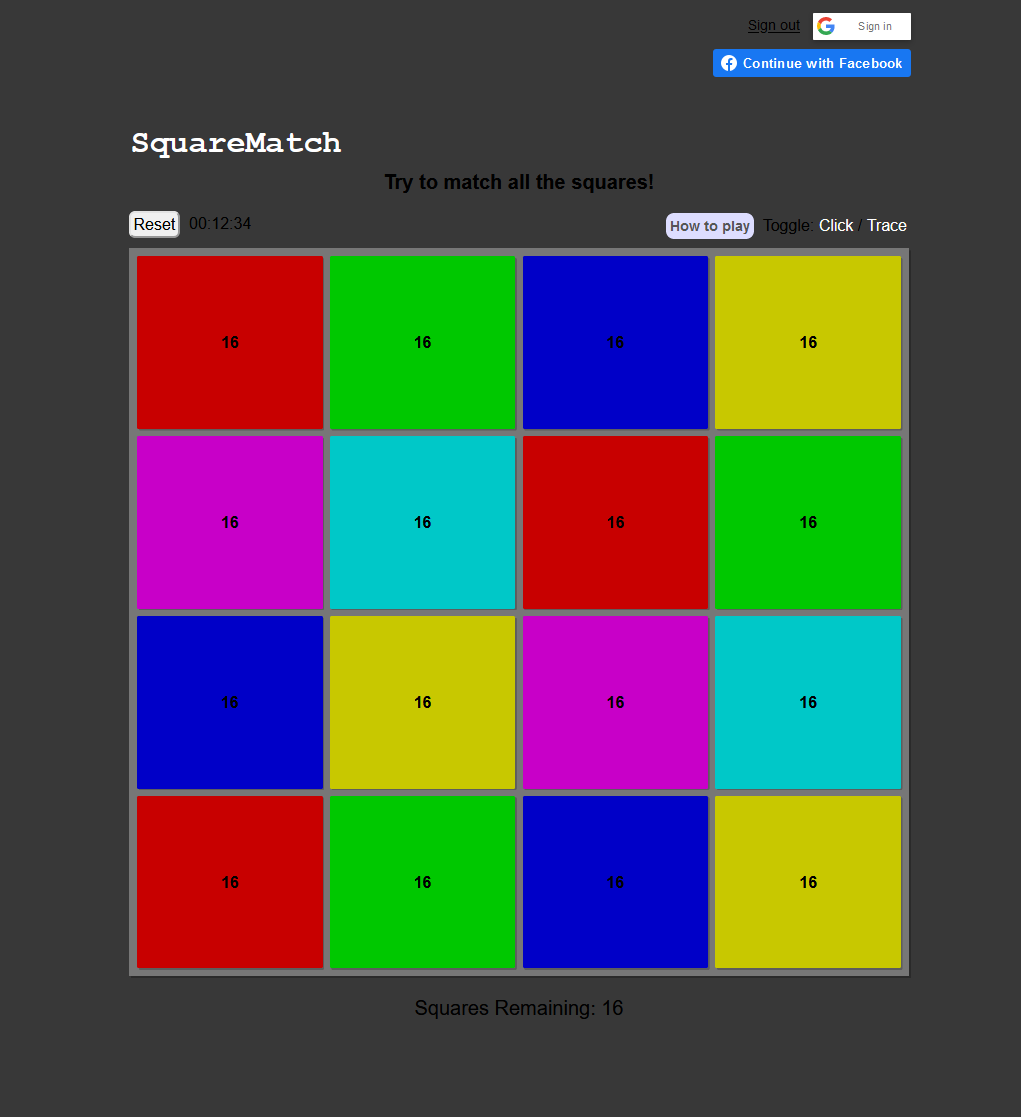 Sign out Sign in
Continue with Facebook
SquareMatch
Try to match all the squares!
Reset 00:12:34 How to play Toggle: Click / Trace
16 16 16 16
16 16 16 16
16 16 16 16
16 16 16 16
Squares Remaining: 16